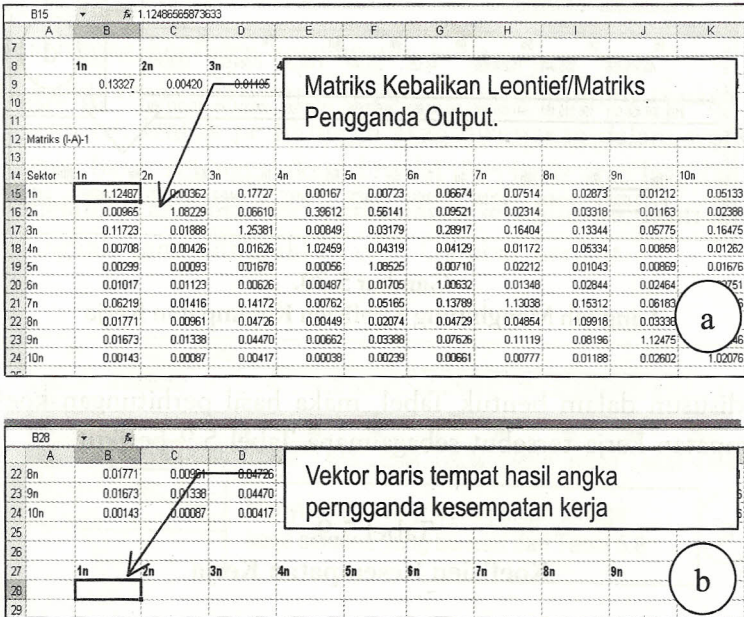 B15 fx 1.12486565873633
A B C D E F G H I J K
7
8 1n 2n 3n
9 0.13327 0.00420
10
11
Matriks Kebalikan Leontief/Matriks
Pengganda Output.
12 Matriks (I-A)-1
13
14 Sektor 1n 2n 3n 4n 5n 6n 7n 8n 9n 10n
15 1n 1.12487 0.00362 0.17727 0.00167 0.00723 0.06674 0.07514 0.02873 0.01212 0.05133
16 2n 0.00965 1.08229 0.06610 0.39612 0.56141 0.09521 0.02314 0.03318 0.01163 0.02388
17 3n 0.11723 0.01888 1.25381 0.00849 0.03179 0.28917 0.16404 0.13344 0.05775 0.16475
18 4n 0.00708 0.00426 0.01626 1.02459 0.04319 0.04129 0.01172 0.05334 0.00858 0.01262
19 5n 0.00299 0.00093 0.01678 0.00056 1.08525 0.00710 0.02212 0.01043 0.00869 0.01676
20 6n 0.01017 0.01123 0.00626 0.00487 0.01705 1.00632 0.01348 0.02844 0.02464
21 7n 0.06219 0.01416 0.14172 0.00762 0.05165 0.13789 1.13038 0.15312 0.06183
22 8n 0.01771 0.00961 0.04726 0.00449 0.02074 0.04729 0.04854 1.09918
23 9n 0.01673 0.01338 0.04470 0.00662 0.03388 0.07626 0.11119 0.08196 1.12475
24 10n 0.00143 0.00087 0.00417 0.00038 0.00239 0.00661 0.00777 0.01188 0.02602 1.02076
a
B28 fx
A B C D
22 8n 0.01771 0.00961 0.04726
23 9n 0.01673 0.01338 0.04470
24 10n 0.00143 0.00087 0.00417
Vektor baris tempat hasil angka
perngganda kesempatan kerja
25
26
27 1n 2n 3n 4n 5n 6n 7n 8n 9n
28
29
b